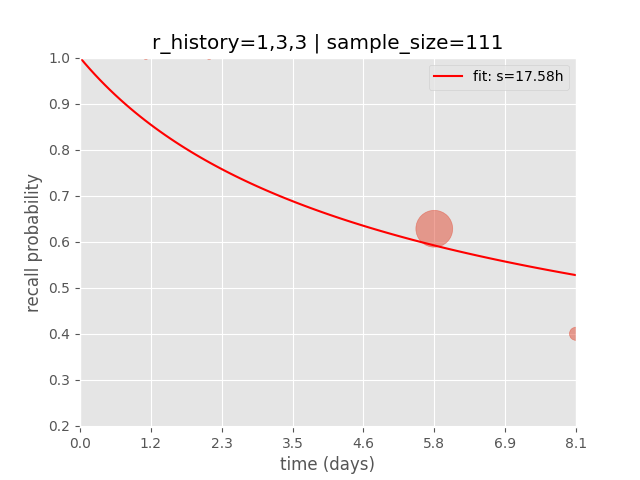 r_history=1,3,3 | sample_size=111
fit: s=17.58h
1.0
0.9
0.8
0.7
0.6
0.5
0.4
0.3
0.2
recall probability
0.0 1.2 2.3 3.5 4.6 5.8 6.9 8.1
time (days)